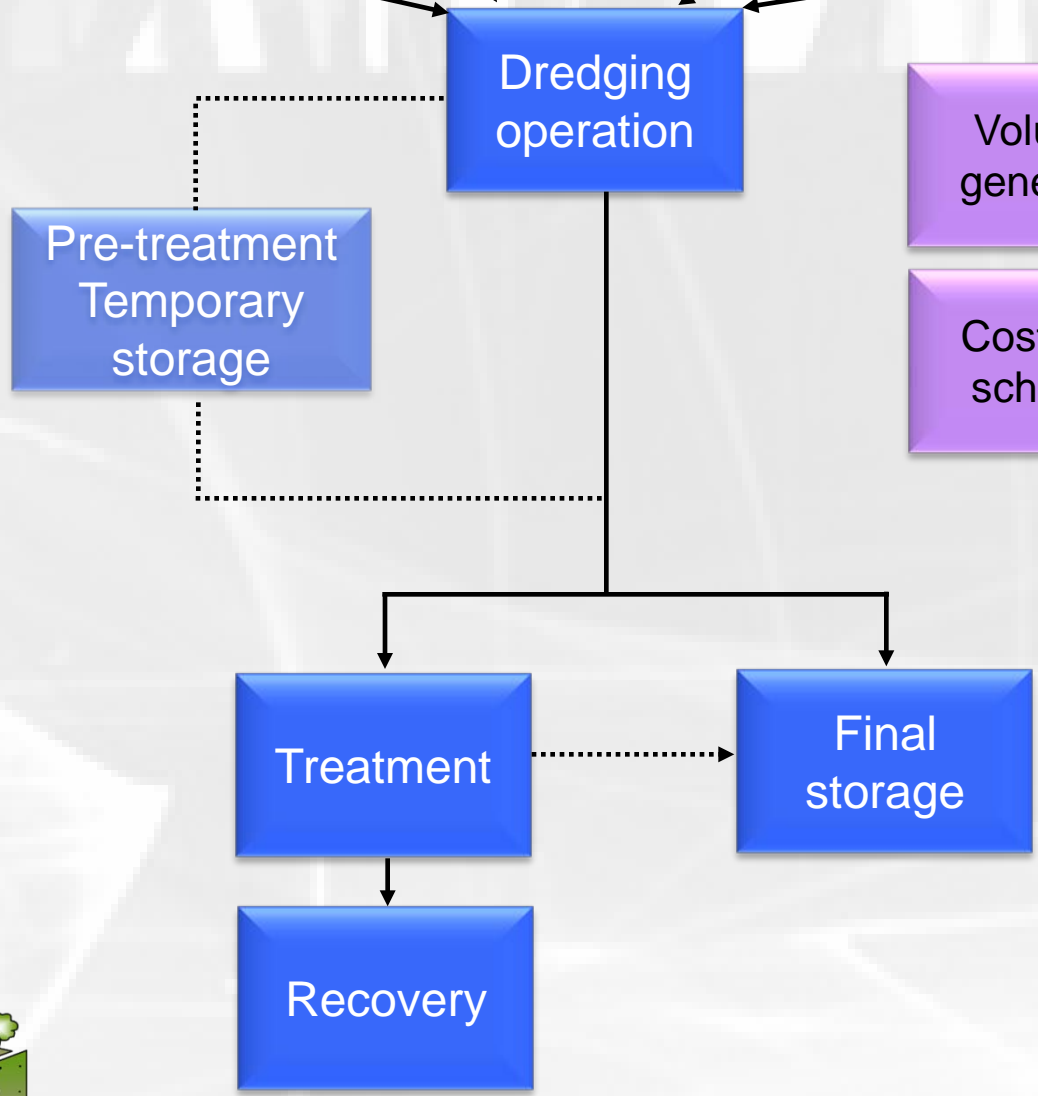 Dredging
operation
Pre-treatment
Temporary
storage
Treatment
Final
storage
Recovery